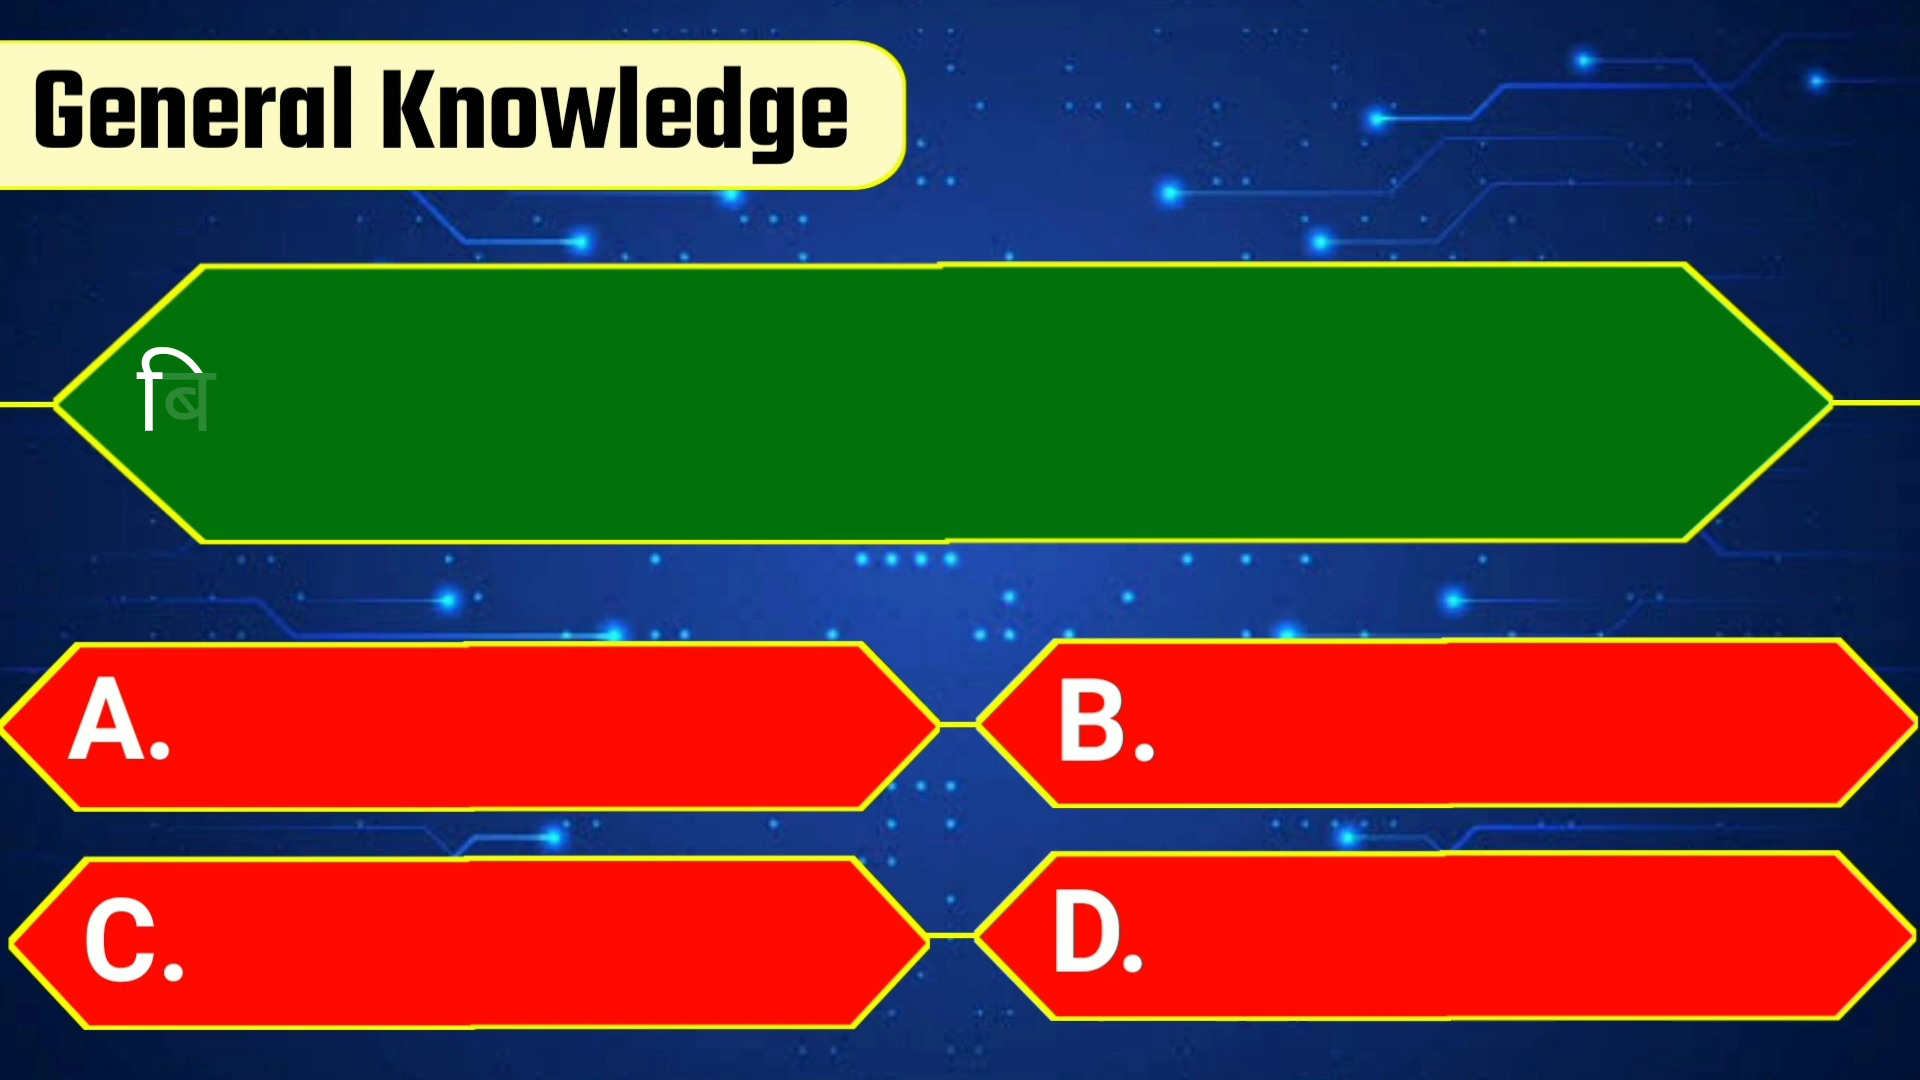 General Knowledge
बि
A.
B.
C.
D.